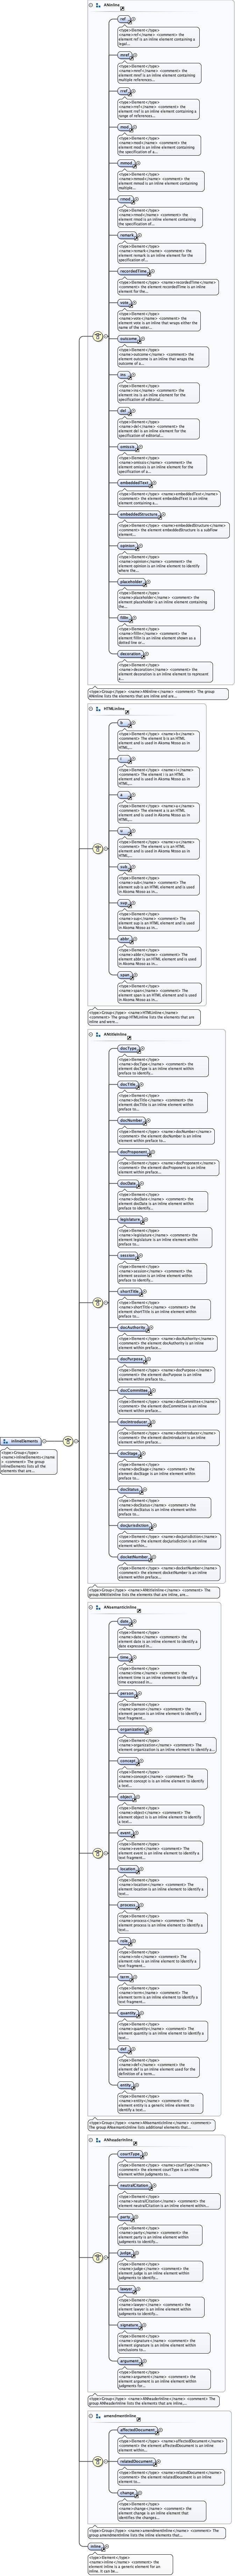 ANinline
ref
<type>Element</type>
<name>ref</name> <comment> the
element ref is an inline element containing a
legal...
mref
<type>Element</type>
<name>mref</name> <comment> the
element mref is an inline element containing
multiple references...
rref
<type>Element</type>
<name>rref</name> <comment> the
element rref is an inline element containing a
range of references...
mod
<type>Element</type>
<name>mod</name> <comment> the
element mod is an inline element containing
the specification of a...
mmod
<type>Element</type>
<name>mmod</name> <comment> the
element mmod is an inline element containing
multiple...
rmod
<type>Element</type>
<name>rmod</name> <comment> the
element rmod is an inline element containing
the specification of a...
remark
<type>Element</type>
<name>remark</name> <comment> the
element remark is an inline element for the
specification of...
recordedTime
<type>Element</type>
<name>recordedTime</name>
<comment> the element recordedTime is an inline
element for the...
vote
<type>Element</type>
<name>vote</name> <comment> the
element vote is an inline that wraps either the
name of the voter...
outcome
<type>Element</type>
<name>outcome</name> <comment> the
element outcome is an inline that wraps the
outcome of a...
ins
<type>Element</type>
<name>ins</name> <comment> the
element ins is an inline element for the
specification of editorial...
del
<type>Element</type>
<name>del</name> <comment> the
element del is an inline element for the
specification of editorial...
omissis
<type>Element</type>
<name>omissis</name> <comment> the
element omissis is an inline element for the
specification of a...
embeddedText
<type>Element</type>
<name>embeddedText</name>
<comment> the element embeddedText is an inline
element...
embeddedStructure
<type>Element</type>
<name>embeddedStructure</name>
<comment> the element embeddedStructure is a subFlow
element...
opinion
<type>Element</type>
<name>opinion</name> <comment> the
element opinion is an inline element to identify
where the...
placeholder
<type>Element</type>
<name>placeholder</name> <comment> the
element placeholder is an inline element containing
the...
fillIn
<type>Element</type>
<name>fillIn</name> <comment> the
element fillIn is an inline element shown as a
dotted line or...
decoration
<type>Element</type>
<name>decoration</name> <comment> the
element decoration is an inline element to represent
a...
<type>Group</type> <name>ANinline</name> <comment> The group
ANinline lists the elements that are inline and are...
HTMLinline
b
<type>Element</type>
<name>b</name>
<comment> The element b is an HTML
element and is used in Akoma Ntoso as in
HTML,...
i
<type>Element</type>
<name>i</name>
<comment> The element i is an HTML
element and is used in Akoma Ntoso as in
HTML,...
a
<type>Element</type>
<name>a</name>
<comment> The element a is an HTML
element and is used in Akoma Ntoso as in
HTML,...
u
<type>Element</type>
<name>u</name>
<comment> The element u is an HTML
element and is used in Akoma Ntoso as in
HTML,...
sub
<type>Element</type>
<name>sub</name> <comment> The
element sub is an HTML element and is used
in Akoma Ntoso as in...
sup
<type>Element</type>
<name>sup</name> <comment> The
element sup is an HTML element and is used
in Akoma Ntoso as in...
abbr
<type>Element</type>
<name>abbr</name> <comment> The
element abbr is an HTML element and is used
in Akoma Ntoso as in...
span
<type>Element</type>
<name>span</name> <comment> The
element span is an HTML element and is used
in Akoma Ntoso as in...
<type>Group</type> <name>HTMLinline</name>
<comment> The group HTMLinline lists the elements that are
inline and were...
ANtitleInline
docType
<type>Element</type>
<name>docType</name> <comment> the
element docType is an inline element within
preface to identify...
docTitle
<type>Element</type>
<name>docTitle</name> <comment> the
element docTitle is an inline element within
preface to...
docNumber
<type>Element</type>
<name>docNumber</name> <comment> the
element docNumber is an inline
element within preface to...
docProponent
<type>Element</type>
<name>docProponent</name>
<comment> the element docProponent is an inline
element within preface...
docDate
<type>Element</type>
<name>docDate</name> <comment> the
element docDate is an inline element within
preface to...
legislature
<type>Element</type>
<name>legislature</name> <comment> the
element legislature is an inline element within
preface to...
session
<type>Element</type>
<name>session</name> <comment> the
element session is an inline element within
preface to identify...
shortTitle
<type>Element</type>
<name>shortTitle</name> <comment> the
element shortTitle is an inline element within
preface to...
docAuthority
<type>Element</type>
<name>docAuthority</name>
<comment> the element docAuthority is an inline
element within preface...
docPurpose
<type>Element</type>
<name>docPurpose</name> <comment> the
element docPurpose is an inline
element within preface to...
docCommittee
<type>Element</type>
<name>docCommittee</name>
<comment> the element docCommittee is an inline
element within preface...
docIntroducer
<type>Element</type>
<name>docIntroducer</name>
<comment> the element docIntroducer is an inline
element within preface...
docStage
<type>Element</type>
<name>docStage</name> <comment> the
element docStage is an inline element within
preface to...
docStatus
<type>Element</type>
<name>docStatus</name> <comment> the
element docStatus is an inline element within
preface to...
docJurisdiction
<type>Element</type>
<name>docJurisdiction</name>
<comment> the element docJurisdiction is an inline
element within...
docketNumber
<type>Element</type>
<name>docketNumber</name>
<comment> the element docketNumber is an inline
element within preface...
<type>Group</type> <name>ANtitleInline</name> <comment> The
group ANtitleInline lists the elements that are inline, are...
inlineElements
<type>Group</type>
<name>inlineElements</name
> <comment> The group
inlineElements lists all the
elements that are...
ANsemanticInline
date
<type>Element</type>
<name>date</name> <comment> the
element date is an inline element to identify a
date expressed in...
time
<type>Element</type>
<name>time</name> <comment> the
element time is an inline element to identify a
time expressed in...
person
<type>Element</type>
<name>person</name> <comment> the
element person is an inline element to identify a
text fragment...
organization
<type>Element</type>
<name>organization</name> <comment> The
element organization is an inline element to identify a...
concept
<type>Element</type>
<name>concept</name> <comment> The
element concept is is an inline element to identify
a text...
object
<type>Element</type>
<name>object</name> <comment> The
element object is is an inline element to identify
a text...
event
<type>Element</type>
<name>event</name> <comment> The
element event is an inline element to identify a
text fragment...
location
<type>Element</type>
<name>location</name> <comment> The
element location is an inline element to identify a
text...
process
<type>Element</type>
<name>process</name> <comment> The
element process is an inline element to identify a
text...
role
<type>Element</type>
<name>role</name> <comment> The
element role is an inline element to identify a
text fragment...
term
<type>Element</type>
<name>term</name> <comment> The
element term is an inline element to identify a
text fragment...
quantity
<type>Element</type>
<name>quantity</name> <comment> The
element quantity is an inline element to identify a
text...
def
<type>Element</type>
<name>def</name> <comment> the
element def is an inline element used for the
definition of a term...
entity
<type>Element</type>
<name>entity</name> <comment> the
element entity is a generic inline element to
identify a text...
<type>Group</type> <name>ANsemanticInline</name> <comment>
The group ANsemanticInline lists additional elements that...
ANheaderInline
courtType
<type>Element</type>
<name>courtType</name>
<comment> the element courtType is an inline
element within judgments to...
neutralCitation
<type>Element</type>
<name>neutralCitation</name> <comment> the
element neutralCitation is an inline element within...
party
<type>Element</type>
<name>party</name> <comment> the
element party is an inline element within
judgments to identify...
judge
<type>Element</type>
<name>judge</name> <comment> the
element judge is an inline element within
judgments to identify...
lawyer
<type>Element</type>
<name>lawyer</name> <comment> the
element lawyer is an inline element within
judgments to identify...
signature
<type>Element</type>
<name>signature</name> <comment> the
element signature is an inline element within
conclusions to...
argument
<type>Element</type>
<name>argument</name> <comment> the
element argument is an inline element within
judgments for...
<type>Group</type> <name>ANheaderInline</name> <comment> The
group ANheaderInline lists the elements that are inline,...
amendmentInline
affectedDocument
<type>Element</type> <name>affectedDocument</name>
<comment> the element affectedDocument is an inline
element within...
relatedDocument
<type>Element</type> <name>relatedDocument</name>
<comment> the element relatedDocument is an inline
element to...
change
<type>Element</type>
<name>change</name> <comment> the
element change is an inline element that
identifies the changes...
<type>Group</type> <name>amendmentInline</name> <comment> The
group amendmentInline lists the inline elements that...
inline
<type>Element</type>
<name>inline</name> <comment> the
element inline is a generic element for an
inline. It can be...